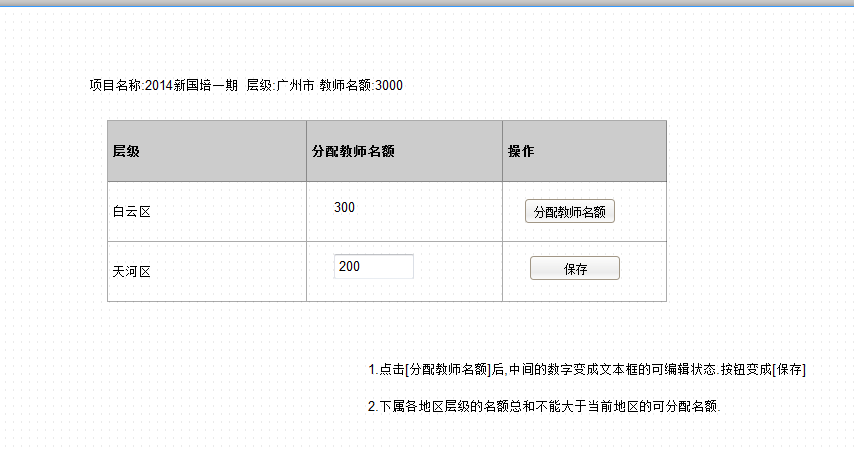 项目名称:2014新国培一期 层级:广州市 教师名额:3000
层级 分配教师名额 操作
白云区 300 分配教师名额
天河区 200 保存
1.点击[分配教师名额]后,中间的数字变成文本框的可编辑状态.按钮变成[保存]
2.下属各地区层级的名额总和不能大于当前地区的可分配名额.